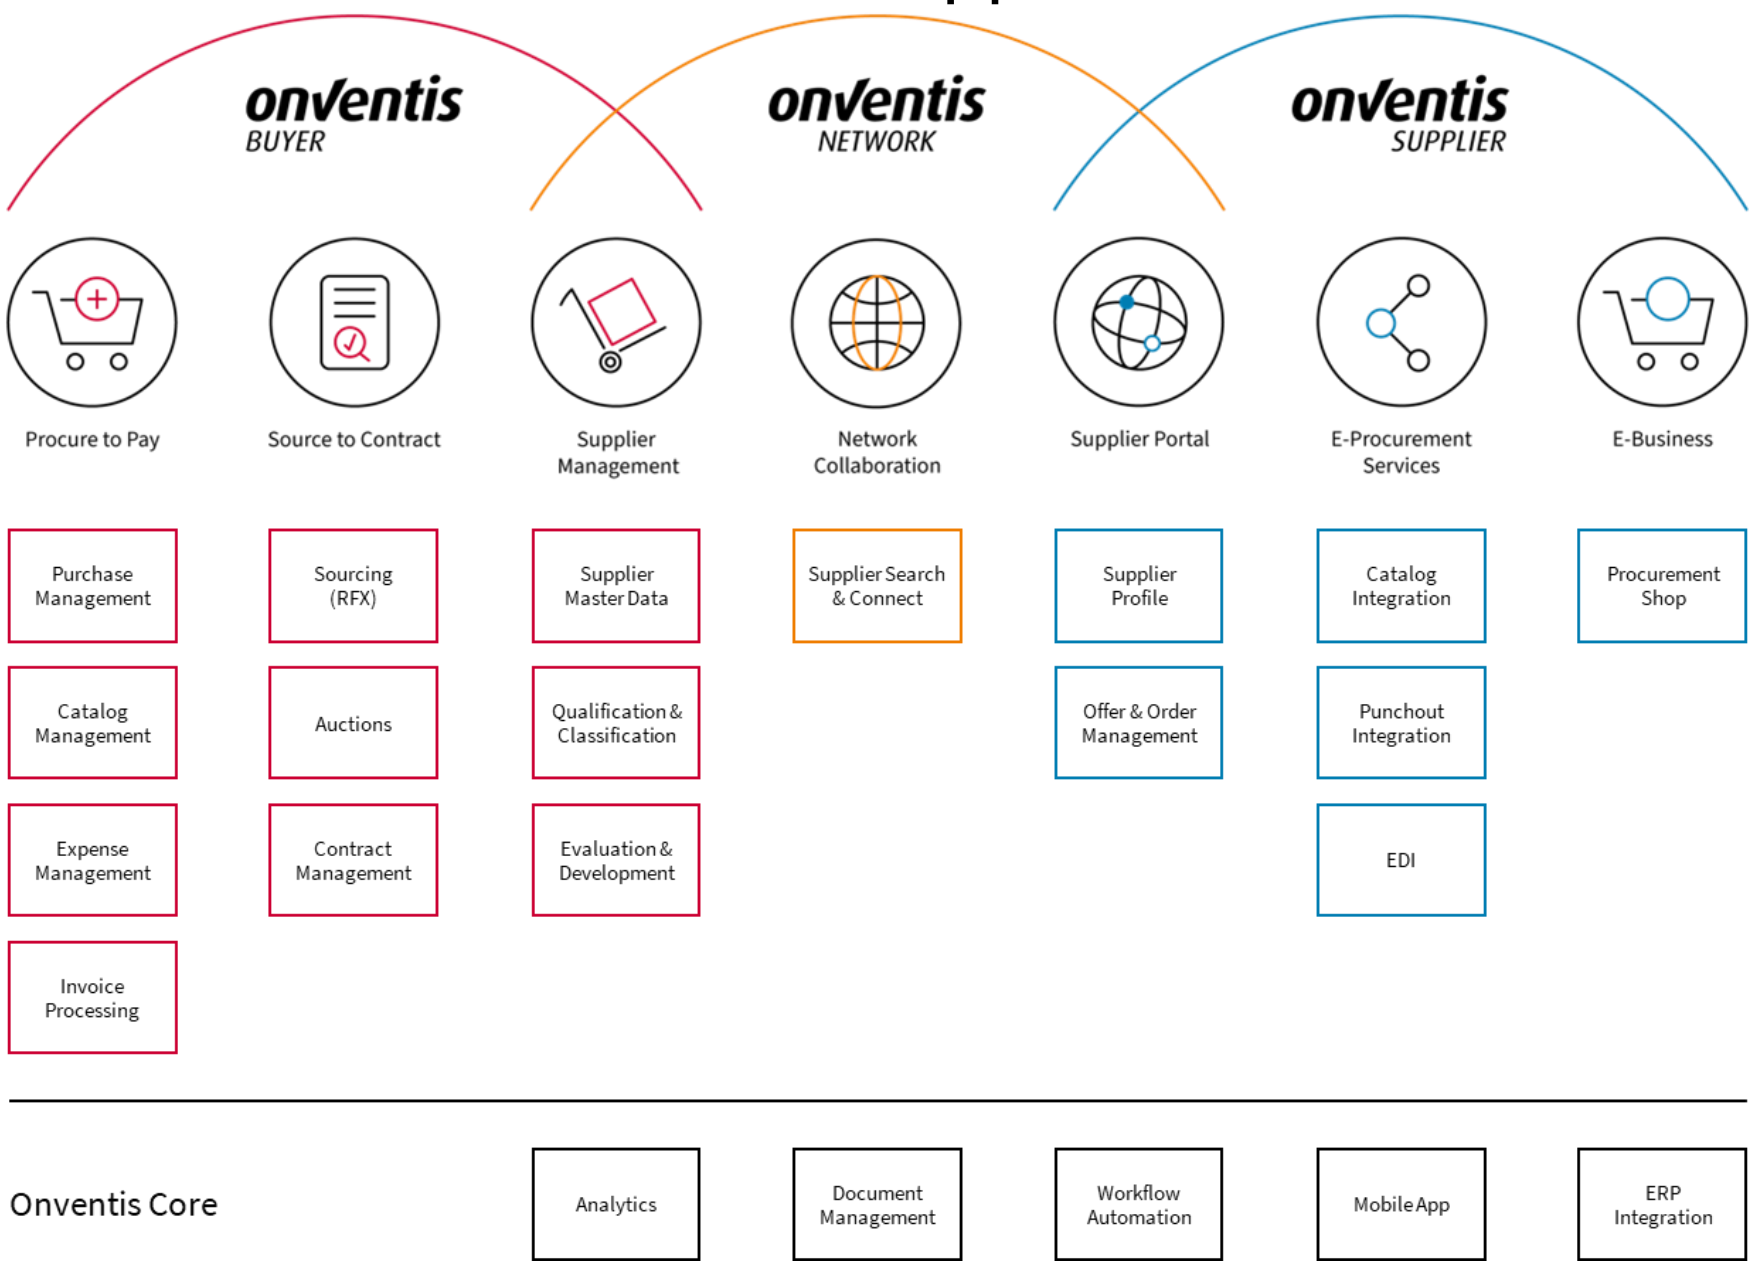 onventis
BUYER
onventis
NETWORK
onventis
SUPPLIER
Procure to Pay
Source to Contract
Supplier
Management
Network
Collaboration
Supplier Portal
E-Procurement
Services
E-Business
Purchase
Management
Sourcing
(RFX)
Supplier
Master Data
Supplier Search
& Connect
Supplier
Profile
Catalog
Integration
Procurement
Shop
Catalog
Management
Auctions
Qualification &
Classification
Offer & Order
Management
Punchout
Integration
Expense
Management
Contract
Management
Evaluation &
Development
EDI
Invoice
Processing
Onventis Core
Analytics
Document
Management
Workflow
Automation
Mobile App
ERP
Integration